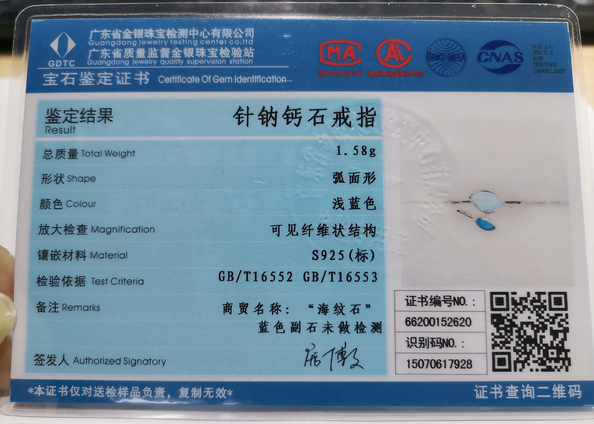 广东省金银珠宝检测中心有限公司
Guangdong jewelry testing center co.ltd
广东省质量监督金银珠宝检验站
Guangdong jewelry quality supervision station
GDTC
宝石鉴定证书 Certificate Of Gem Identification
MA
AL
CNAS
TESTING
鉴定结果 针钠钙石戒指
Result
总质量 Total Weight 1.58g
形状 Shape 弧面形
颜色 Colour 浅蓝色
放大检查 Magnification 可见纤维状结构
镶嵌材料 Material S925(标)
检验依据 Test Criteria GB/T16552 GB/T16553
备注 Remarks 商贸名称：“海纹石”
蓝色副石未做检测
签发人 Authorized Signatory
证书编号NO.:
66200152620
识别码NO.:
15070617928
*本证书仅对送检样品负责，复制无效* 证书查询二维码